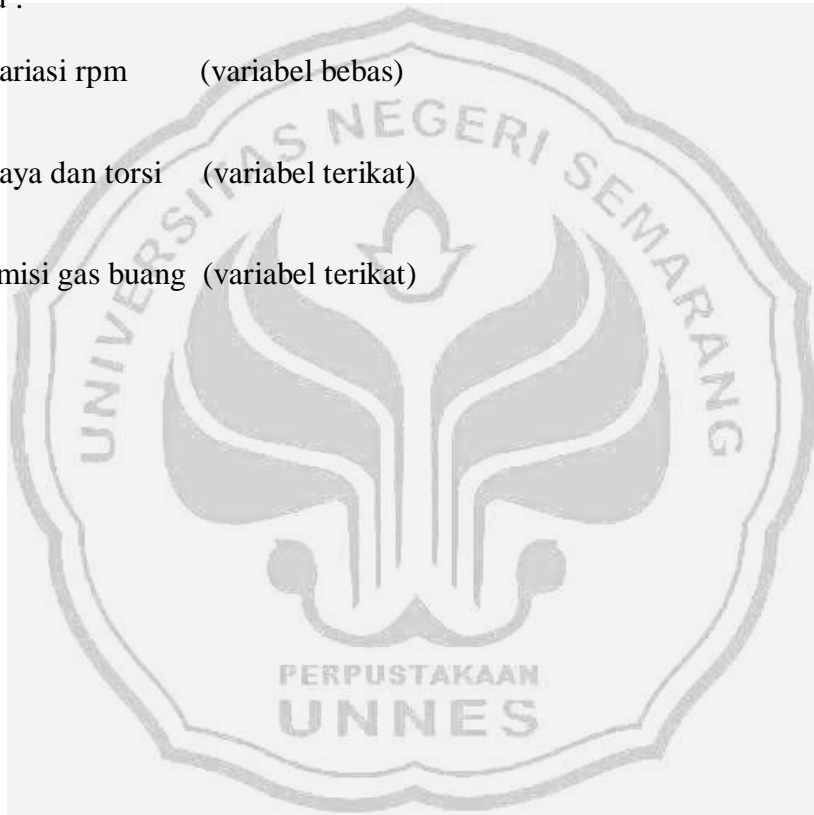 ariasi rpm (variabel bebas)
aya dan torsi (variabel terikat)
misi gas buang (variabel terikat)
UNIVERSITAS NEGERI SEMARANG
PERPUSTAKAAN
UNNES